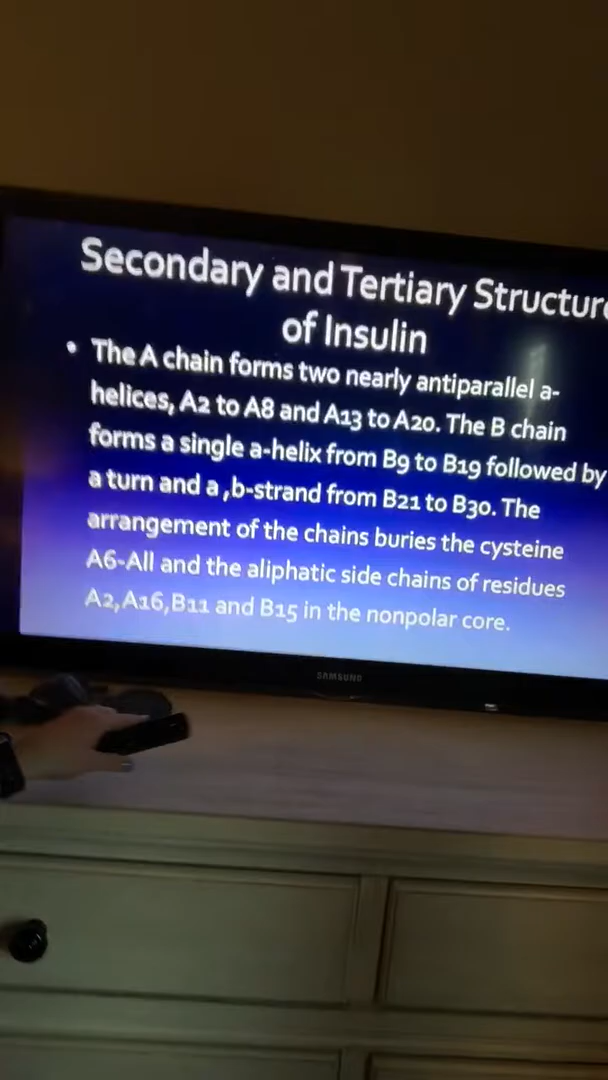 Secondary and Tertiary Structure
of Insulin
• The A chain forms two nearly antiparallel a-
helices, A2 to A8 and A13 to A20. The B chain
forms a single a-helix from B9 to B19 followed by
a turn and a ,b-strand from B21 to B30. The
arrangement of the chains buries the cysteine
A6-All and the aliphatic side chains of residues
A2,A16,B11 and B15 in the nonpolar core.
SAMSUNG